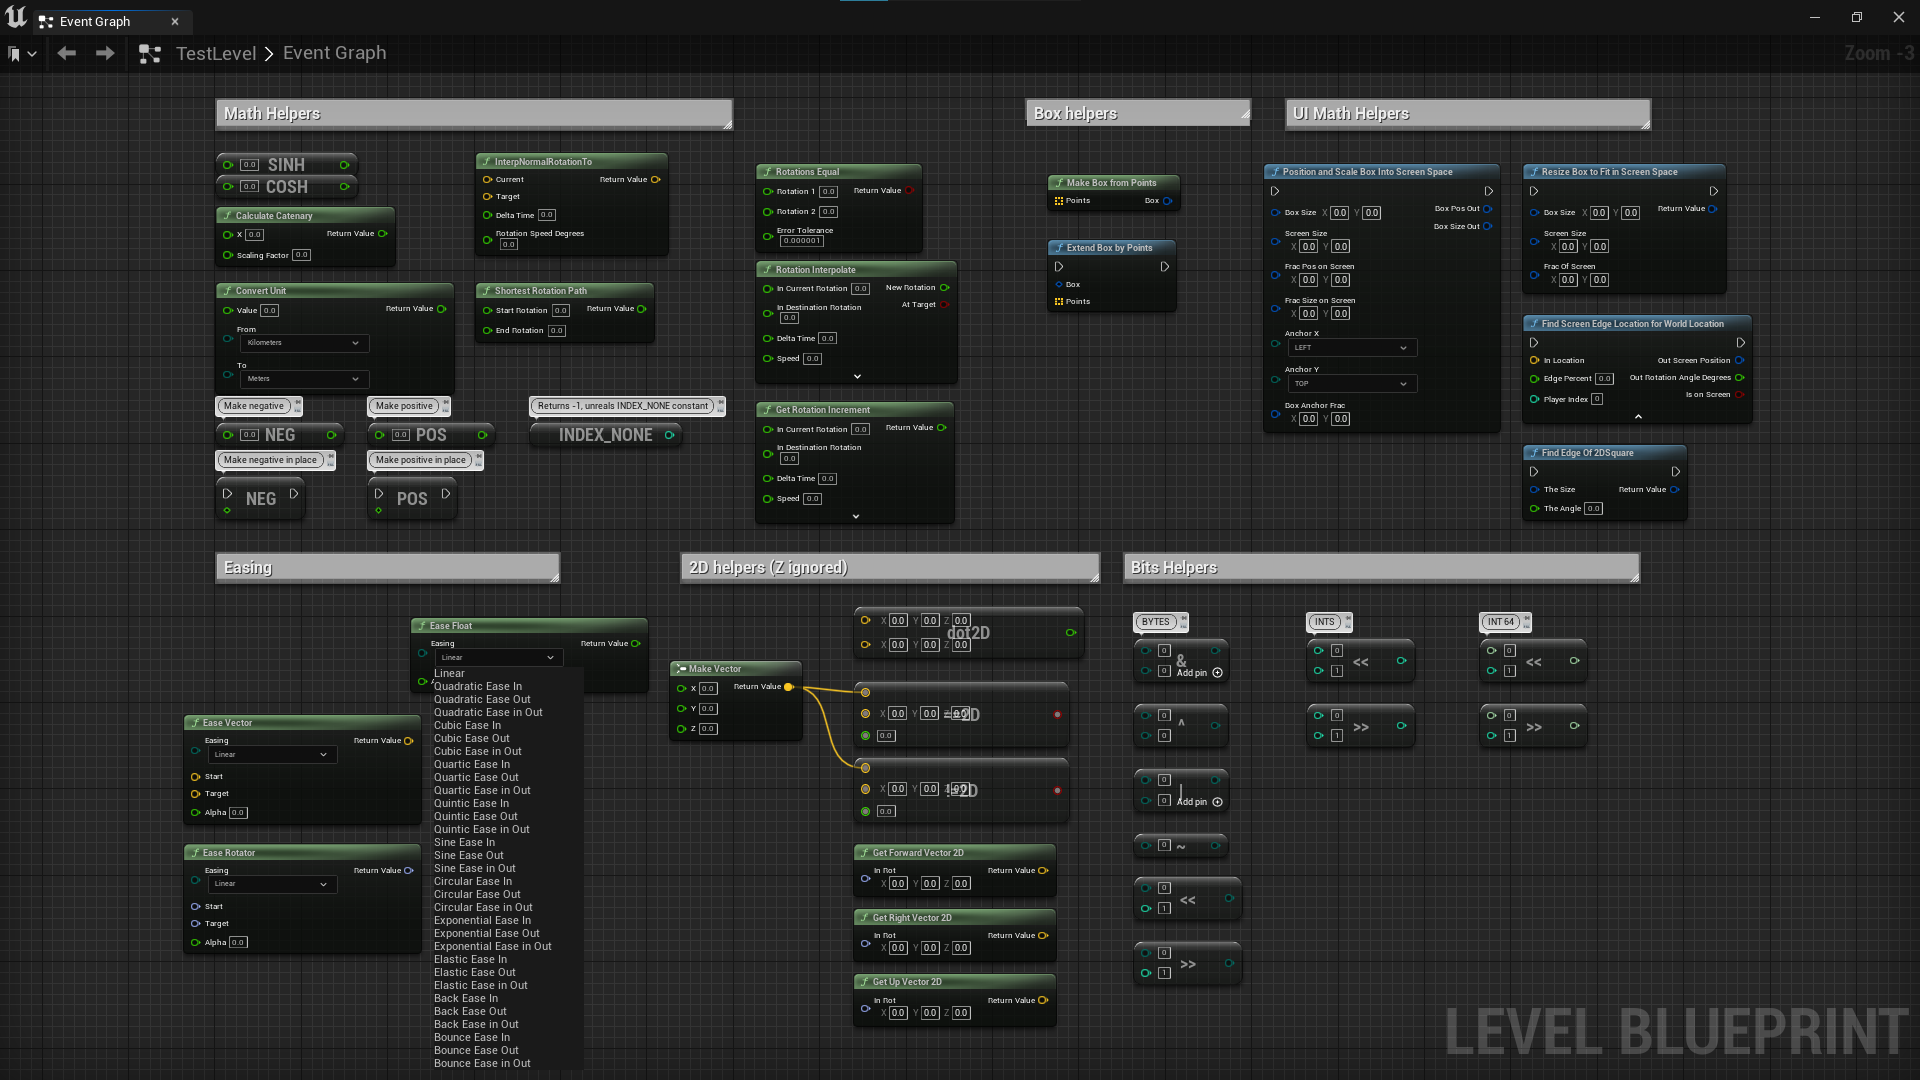 Event Graph
TestLevel > Event Graph
Zoom -3
Math Helpers
0.0 SINH
0.0 COSH
Calculate Catenary
X 0.0 Return Value
Scaling Factor 0.0
InterpNormalRotationTo
Current Return Value
Target
Delta Time 0.0
Rotation Speed Degrees
0.0
Convert Unit
Value 0.0 Return Value
From
Kilometers
To
Meters
Shortest Rotation Path
Start Rotation 0.0 Return Value
End Rotation 0.0
Make negative
0.0 NEG
Make positive
0.0 POS
Returns -1, unreals INDEX_NONE constant
INDEX_NONE
Make negative in place
NEG
Make positive in place
POS
Rotations Equal
Rotation 1 0.0 Return Value
Rotation 2 0.0
Error Tolerance
0.000001
Rotation Interpolate
In Current Rotation 0.0 New Rotation
At Target
In Destination Rotation
0.0
Delta Time 0.0
Speed 0.0
Get Rotation Increment
In Current Rotation 0.0 Return Value
In Destination Rotation
0.0
Delta Time 0.0
Speed 0.0
Box helpers
Make Box from Points
Points Box
Extend Box by Points
Box
Points
UI Math Helpers
Position and Scale Box Into Screen Space
Box Size X 0.0 Y 0.0 Box Pos Out
Box Size Out
Screen Size
X 0.0 Y 0.0
Frac Pos on Screen
X 0.0 Y 0.0
Frac Size on Screen
X 0.0 Y 0.0
Anchor X
LEFT
Anchor Y
TOP
Box Anchor Frac
X 0.0 Y 0.0
Resize Box to Fit in Screen Space
Box Size X 0.0 Y 0.0 Return Value
Screen Size
X 0.0 Y 0.0
Frac Of Screen
X 0.0 Y 0.0
Find Screen Edge Location for World Location
In Location Out Screen Position
Edge Percent 0.0 Out Rotation Angle Degrees
Player Index 0 Is on Screen
Find Edge Of 2DSquare
The Size Return Value
The Angle 0.0
Easing
Ease Float
Easing Return Value
Linear
Linear
Quadratic Ease In
Quadratic Ease Out
Quadratic Ease in Out
Cubic Ease In
Cubic Ease Out
Cubic Ease in Out
Quartic Ease In
Quartic Ease Out
Quartic Ease in Out
Quintic Ease In
Quintic Ease Out
Quintic Ease in Out
Sine Ease In
Sine Ease Out
Sine Ease in Out
Circular Ease In
Circular Ease Out
Circular Ease in Out
Exponential Ease In
Exponential Ease Out
Exponential Ease in Out
Elastic Ease In
Elastic Ease Out
Elastic Ease in Out
Back Ease In
Back Ease Out
Back Ease in Out
Bounce Ease In
Bounce Ease Out
Bounce Ease in Out
Ease Vector
Easing Return Value
Linear
Start
Target
Alpha 0.0
Ease Rotator
Easing Return Value
Linear
Start
Target
Alpha 0.0
2D helpers (Z ignored)
Make Vector
X 0.0 Return Value
Y 0.0
Z 0.0
X 0.0 Y 0.0 Z 0.0
dot2D
X 0.0 Y 0.0 Z 0.0
X 0.0 Y 0.0 Z 0.0 ==2D
0.0
X 0.0 Y 0.0 Z 0.0 !=2D
0.0
Get Forward Vector 2D
In Rot Return Value
X 0.0 Y 0.0 Z 0.0
Get Right Vector 2D
In Rot Return Value
X 0.0 Y 0.0 Z 0.0
Get Up Vector 2D
In Rot Return Value
X 0.0 Y 0.0 Z 0.0
Bits Helpers
BYTES
0 &
0 Add pin
0 ^
0
0 |
0 Add pin
0 ~
0 <<
1
0 >>
1
INTS
0 <<
1
0 >>
1
INT 64
0 <<
1
0 >>
1
LEVEL BLUEPRINT